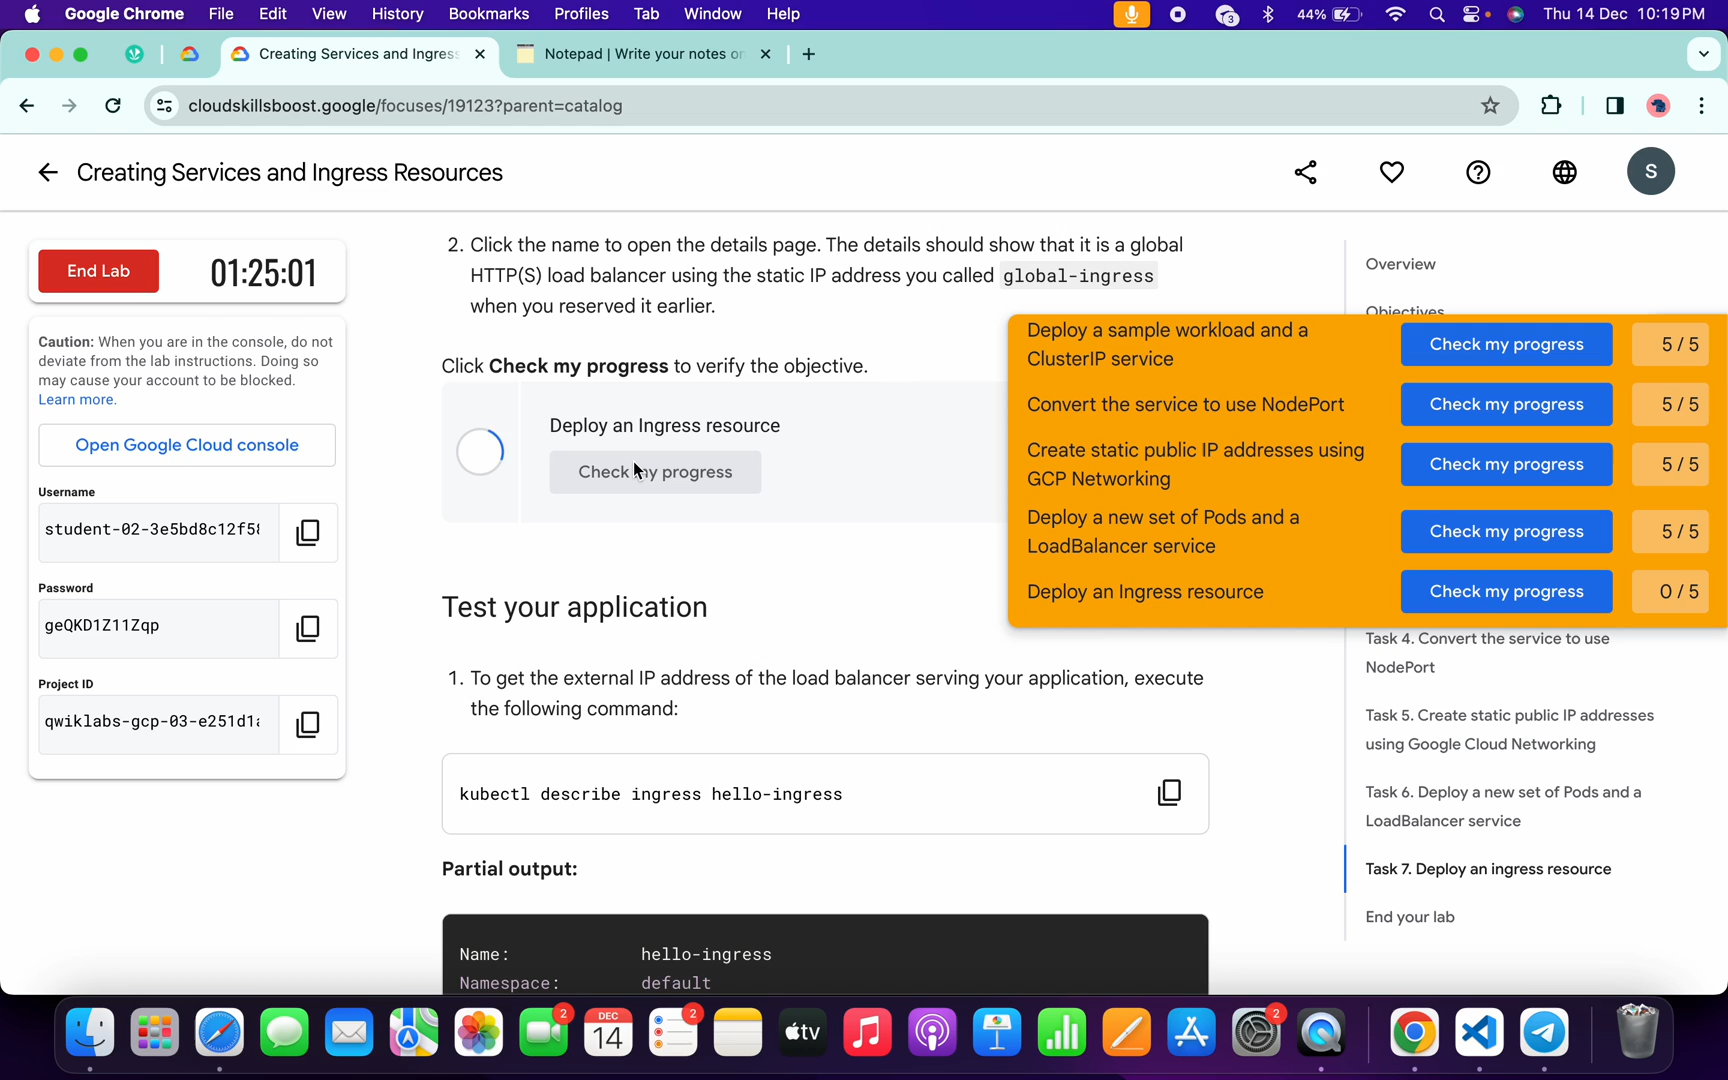 Google Chrome File Edit View History Bookmarks Profiles Tab Window Help 3 44% Thu 14 Dec 10:19 PM
Creating Services and Ingress Notepad | Write your notes on
cloudskillsboost.google/focuses/19123?parent=catalog
Creating Services and Ingress Resources
S
End Lab
01:25:01
Caution: When you are in the console, do not
deviate from the lab instructions. Doing so
may cause your account to be blocked.
Learn more.
Open Google Cloud console
Username
student-02-3e5bd8c12f58
Password
geQKD1Z11Zqp
Project ID
qwiklabs-gcp-03-e251d1a
2. Click the name to open the details page. The details should show that it is a global
HTTP(S) load balancer using the static IP address you called global-ingress
when you reserved it earlier.
Click Check my progress to verify the objective.
Deploy an Ingress resource
Check my progress
Test your application
1. To get the external IP address of the load balancer serving your application, execute
the following command:
kubectl describe ingress hello-ingress
Partial output:
Name: hello-ingress
Namespace: default
Overview
Objectives
Deploy a sample workload and a
ClusterIP service
Check my progress
5 / 5
Convert the service to use NodePort
Check my progress
5 / 5
Create static public IP addresses using
GCP Networking
Check my progress
5 / 5
Deploy a new set of Pods and a
LoadBalancer service
Check my progress
5 / 5
Deploy an Ingress resource
Check my progress
0 / 5
Task 4. Convert the service to use
NodePort
Task 5. Create static public IP addresses
using Google Cloud Networking
Task 6. Deploy a new set of Pods and a
LoadBalancer service
Task 7. Deploy an ingress resource
End your lab
2
DEC
14
2
tv
2